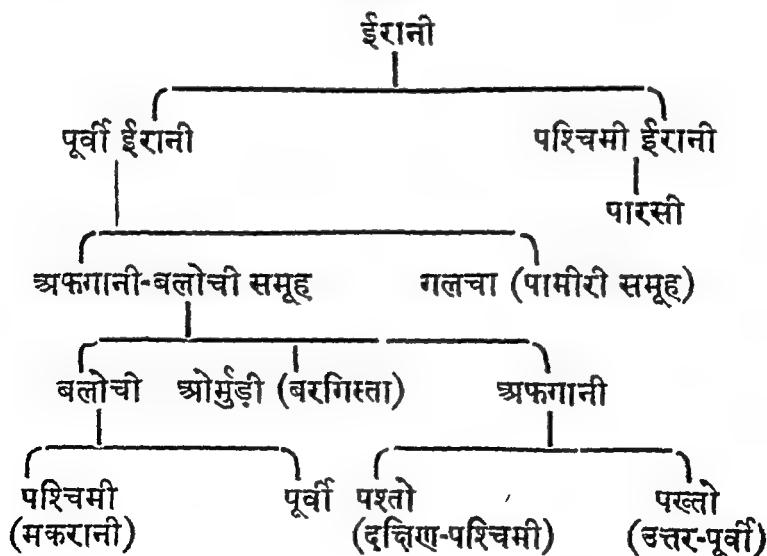 ईरानी
पूर्वी ईरानी पश्चिमी ईरानी
पारसी
अफगानी-बलोची समूह गलचा (पामीरी समूह)
बलोची ओर्मुड़ी (बरगिस्ता) अफगानी
पश्चिमी पूर्वी पश्तो पख्तो
(मकरानी) (दक्षिण-पश्चिमी) (उत्तर-पूर्वी)